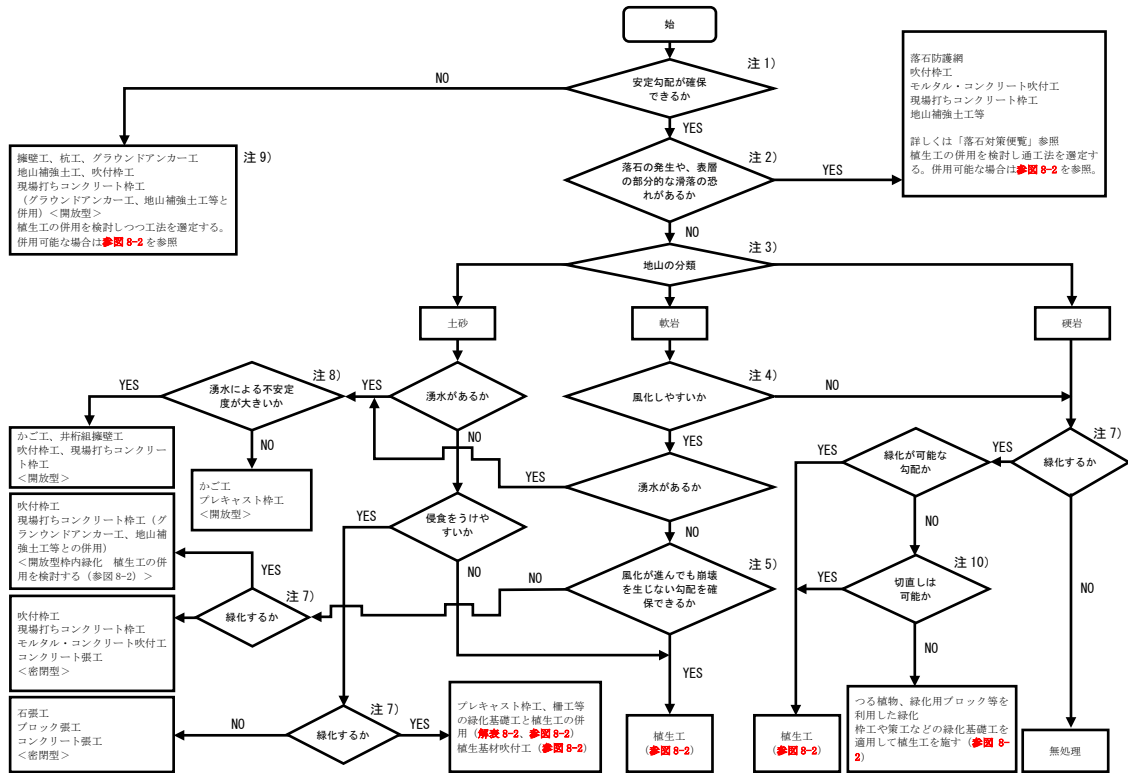 始
注 1)
安定勾配が確保
できるか
NO
YES
落石防護網
吹付枠工
モルタル・コンクリート吹付工
現場打ちコンクリート枠工
地山補強土工等
詳しくは「落石対策便覧」参照
植生工の併用を検討し通工法を選定す
る。併用可能な場合は参図 8-2 を参照。
擁壁工、杭工、グラウンドアンカー工
地山補強土工、吹付枠工
現場打ちコンクリート枠工
（グラウンドアンカー工、地山補強土工等と
併用）＜開放型＞
植生工の併用を検討しつつ工法を選定する。
併用可能な場合は参図 8-2 を参照
注 9)
注 2)
落石の発生や、表層
の部分的な滑落の恐
れがあるか
YES
NO
注 3)
地山の分類
土砂
軟岩
硬岩
注 8)
湧水による不安定
度が大きいか
YES
NO
湧水があるか
YES
NO
注 4)
風化しやすいか
NO
YES
かご工、井桁組擁壁工
吹付枠工、現場打ちコンクリー
ト枠工
＜開放型＞
かご工
プレキャスト枠工
＜開放型＞
湧水があるか
YES
NO
緑化が可能な
勾配か
YES
NO
注 7)
緑化するか
YES
NO
吹付枠工
現場打ちコンクリート枠工（グ
ランウンドアンカー工、地山補
強土工等との併用）
＜開放型枠内緑化　植生工の併
用を検討する（参図 8-2）＞
侵食をうけや
すいか
YES
NO
注 5)
風化が進んでも崩壊
を生じない勾配を確
保できるか
NO
YES
注 10)
切直しは
可能か
YES
NO
注 7)
緑化するか
YES
吹付枠工
現場打ちコンクリート枠工
モルタル・コンクリート吹付工
コンクリート張工
＜密閉型＞
石張工
ブロック張工
コンクリート張工
＜密閉型＞
注 7)
緑化するか
NO
YES
プレキャスト枠工、柵工等
の緑化基礎工と植生工の併
用（解表 8-2、参図 8-2）
植生基材吹付工（参図 8-2）
植生工
（参図 8-2）
植生工
（参図 8-2）
つる植物、緑化用ブロック等を
利用した緑化
枠工や策工などの緑化基礎工を
適用して植生工を施す（参図 8-
2）
無処理